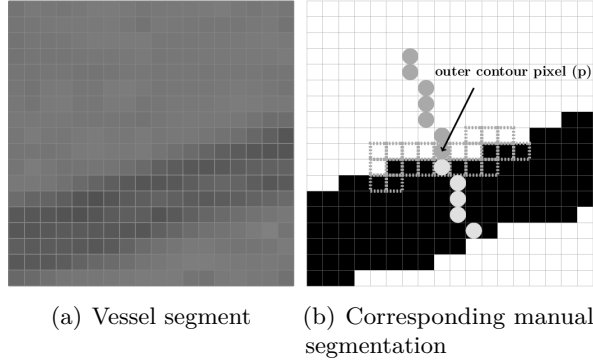 outer contour pixel (p)
(a) Vessel segment
(b) Corresponding manual
segmentation